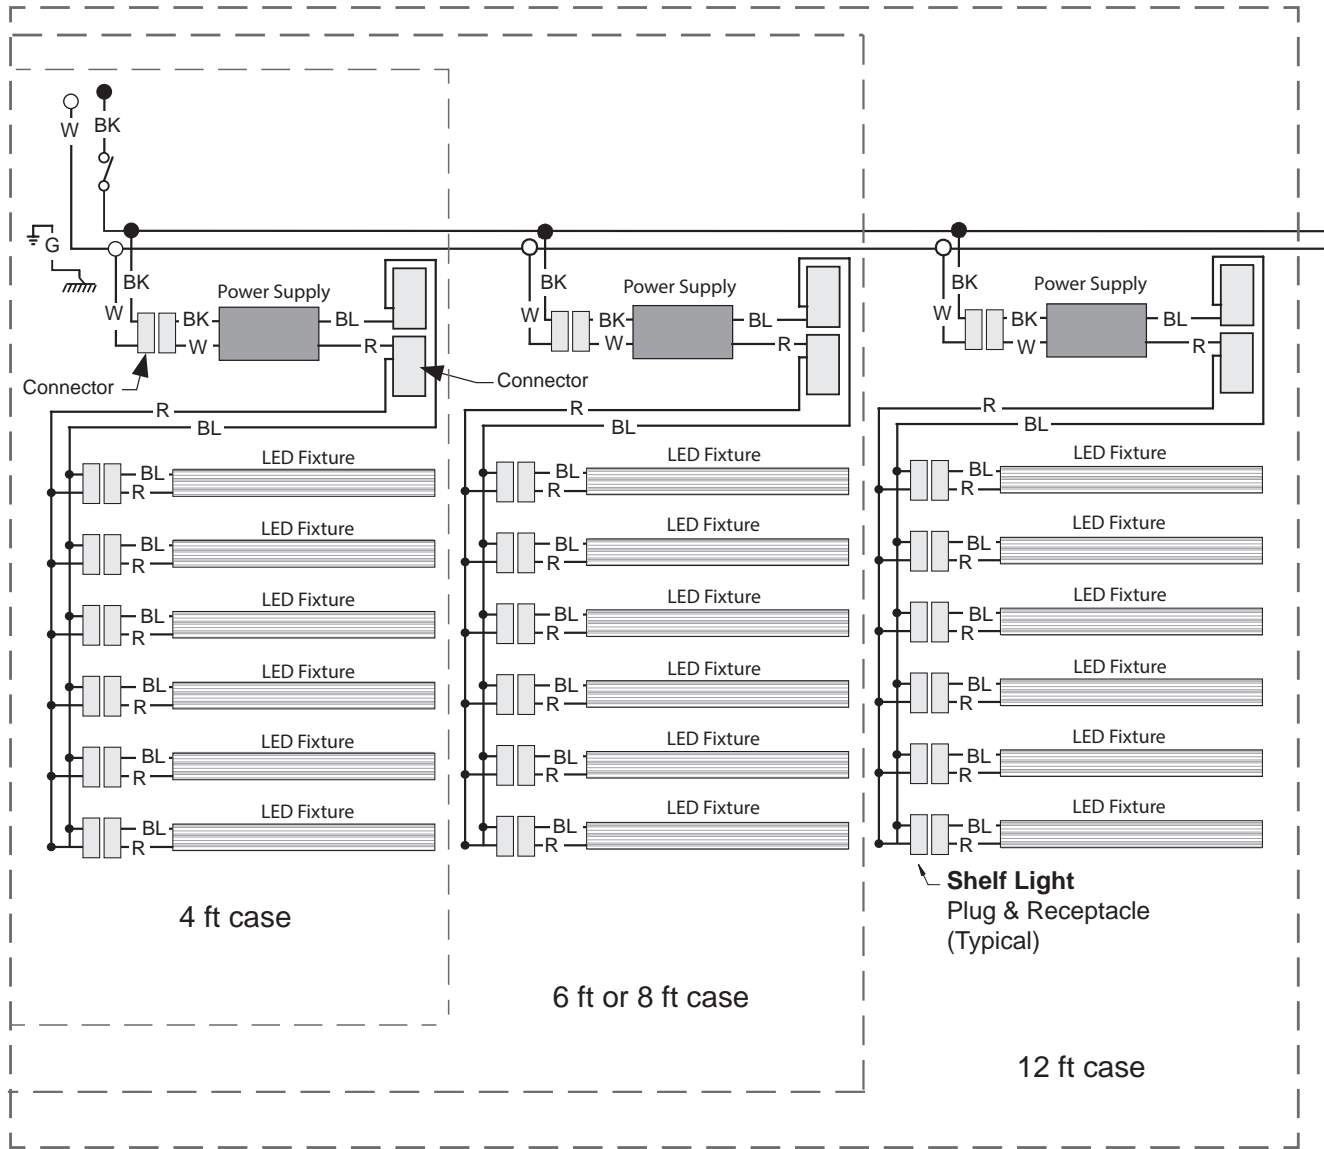 W
BK
G
BK
W
Power Supply
BK
W
BL
R
Connector
Connector
R
BL
LED Fixture
BL
R
LED Fixture
BL
R
LED Fixture
BL
R
LED Fixture
BL
R
LED Fixture
BL
R
LED Fixture
BL
R
4 ft case
BK
W
Power Supply
BK
W
BL
R
R
BL
LED Fixture
BL
R
LED Fixture
BL
R
LED Fixture
BL
R
LED Fixture
BL
R
LED Fixture
BL
R
LED Fixture
BL
R
6 ft or 8 ft case
BK
W
Power Supply
BK
W
BL
R
R
BL
LED Fixture
BL
R
LED Fixture
BL
R
LED Fixture
BL
R
LED Fixture
BL
R
LED Fixture
BL
R
LED Fixture
BL
R
Shelf Light
Plug & Receptacle
(Typical)
12 ft case